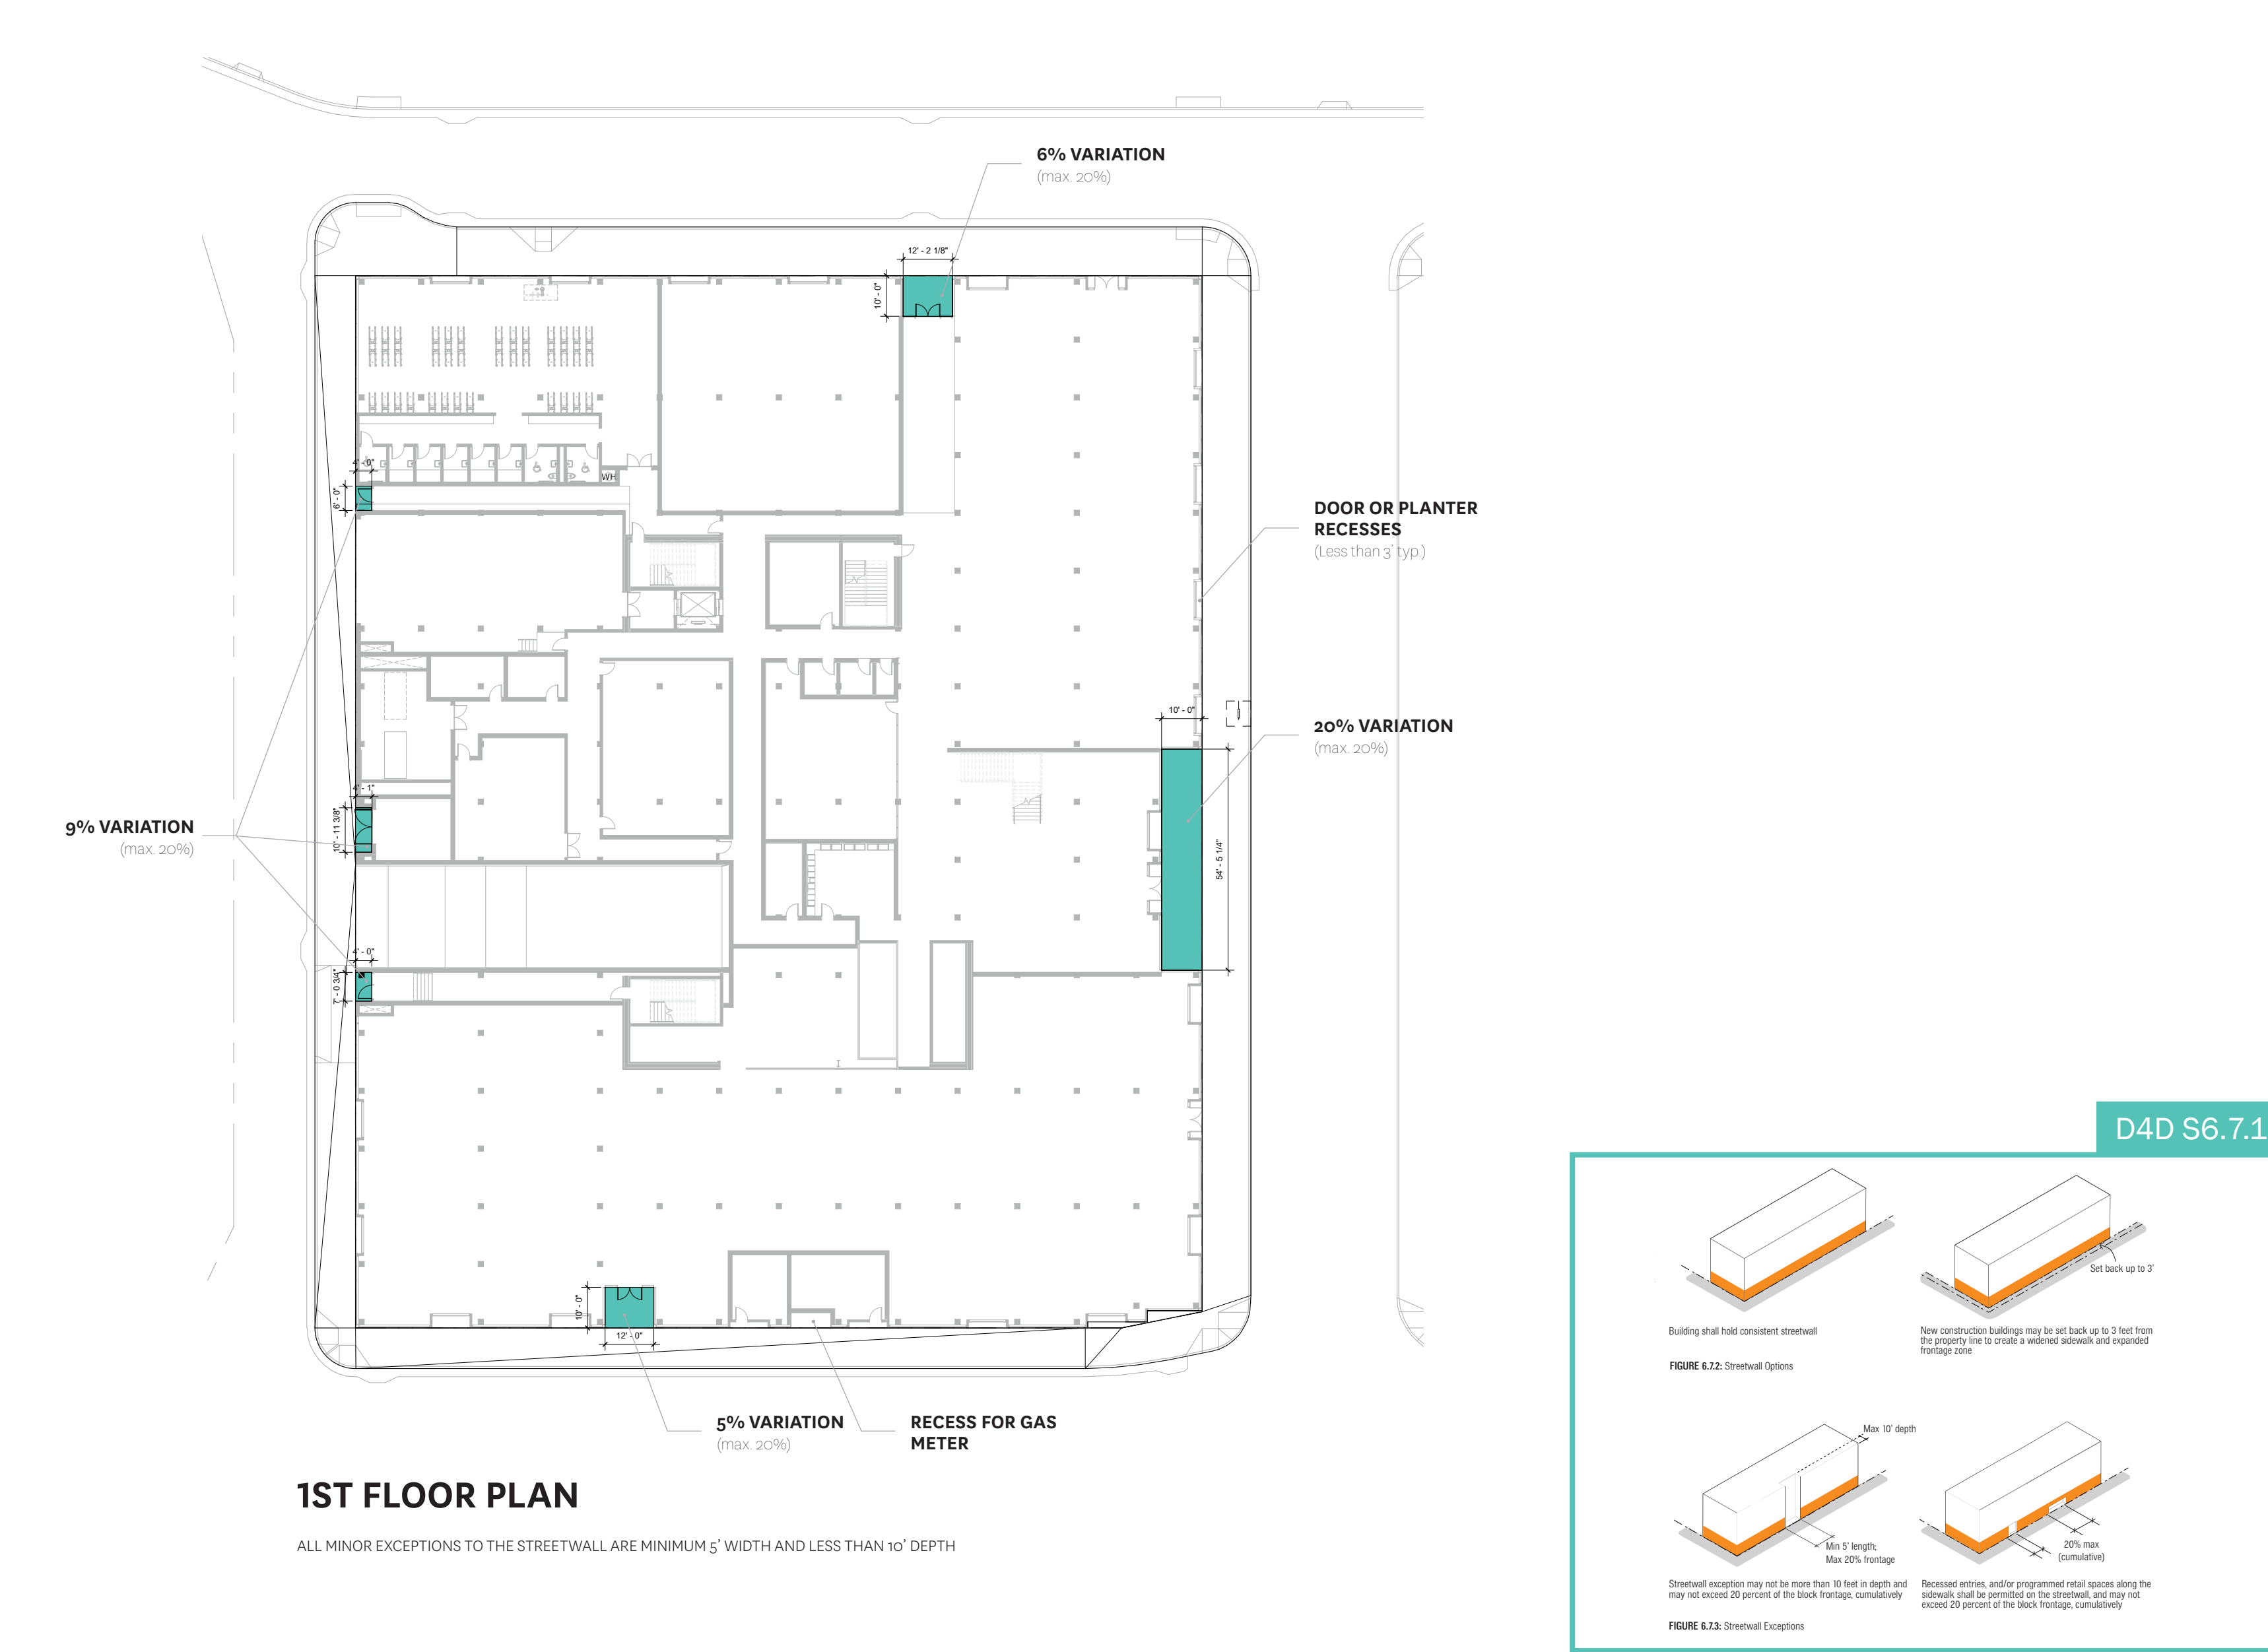 6% VARIATION
(max. 20%)
12' - 2 1/8"
10' - 0"
4' - 0"
6' - 0"
WH
DOOR OR PLANTER
RECESSES
(Less than 3' typ.)
10' - 0"
20% VARIATION
(max. 20%)
4' - 1"
10' - 11 3/8"
9% VARIATION
(max. 20%)
54' - 5 1/4"
4' - 0"
7' - 0 3/4"
10' - 0"
12' - 0"
5% VARIATION
(max. 20%)
RECESS FOR GAS
METER
1ST FLOOR PLAN
ALL MINOR EXCEPTIONS TO THE STREETWALL ARE MINIMUM 5' WIDTH AND LESS THAN 10' DEPTH
D4D S6.7.1
Set back up to 3'
Building shall hold consistent streetwall
New construction buildings may be set back up to 3 feet from
the property line to create a widened sidewalk and expanded
frontage zone
FIGURE 6.7.2: Streetwall Options
Max 10' depth
Min 5' length;
Max 20% frontage
20% max
(cumulative)
Streetwall exception may not be more than 10 feet in depth and
may not exceed 20 percent of the block frontage, cumulatively
Recessed entries, and/or programmed retail spaces along the
sidewalk shall be permitted on the streetwall, and may not
exceed 20 percent of the block frontage, cumulatively
FIGURE 6.7.3: Streetwall Exceptions